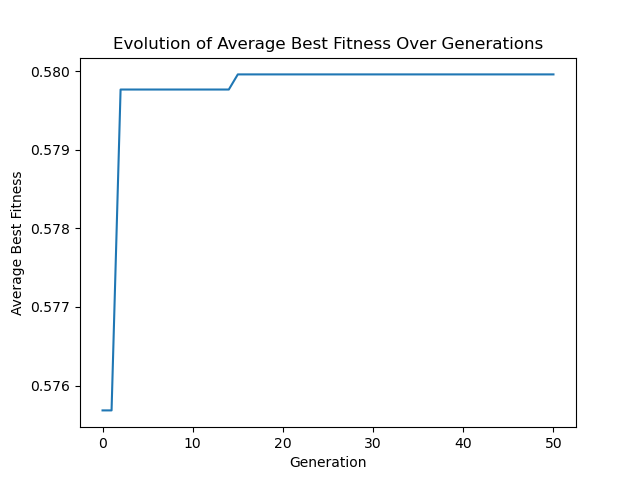 Evolution of Average Best Fitness Over Generations
0.580
0.579
0.578
0.577
0.576
Average Best Fitness
0 10 20 30 40 50
Generation